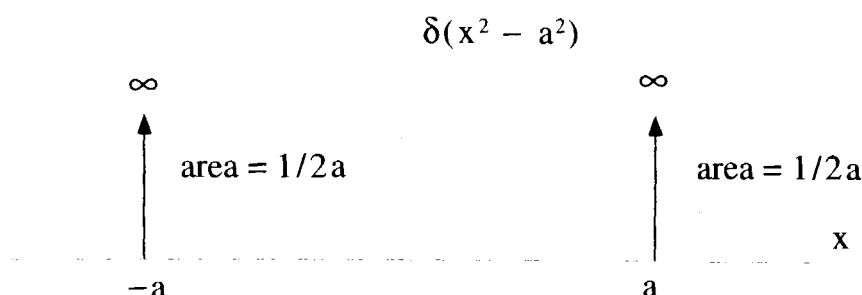 δ(x² − a²)
∞ ∞
area = 1/2a area = 1/2a
x
−a a